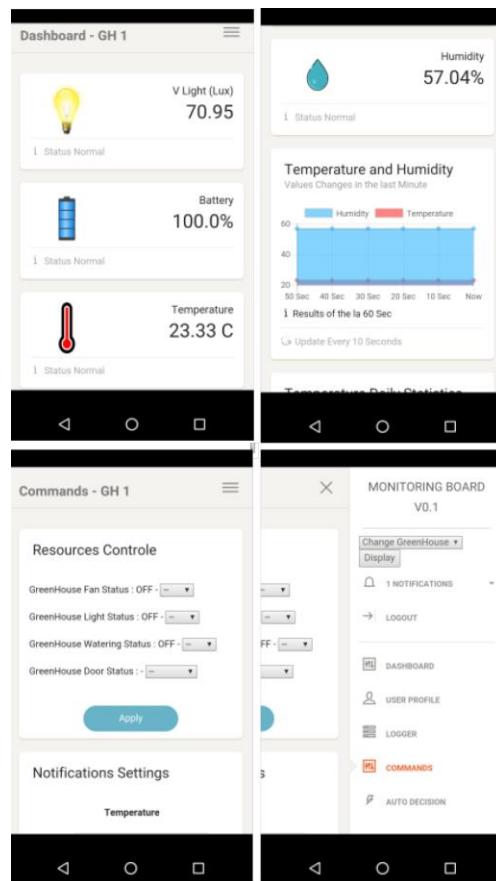 Dashboard - GH 1
V Light (Lux)
70.95
i Status Normal
Battery
100.0%
i Status Normal
Temperature
23.33 C
i Status Normal
Humidity
57.04%
i Status Normal
Temperature and Humidity
Values Changes in the last Minute
Humidity Temperature
60
40
20
50 Sec 40 Sec 30 Sec 20 Sec 10 Sec Now
i Results of the la 60 Sec
Update Every 10 Seconds
Temperature Daily Statistics
Commands - GH 1
Resources Controle
GreenHouse Fan Status : OFF - --
GreenHouse Light Status : OFF - --
GreenHouse Watering Status : OFF - --
GreenHouse Door Status : - --
Apply
Notifications Settings
Temperature
--
--
FF - --
--
s
MONITORING BOARD
V0.1
Change GreenHouse
Display
1 NOTIFICATIONS
LOGOUT
DASHBOARD
USER PROFILE
LOGGER
COMMANDS
AUTO DECISION